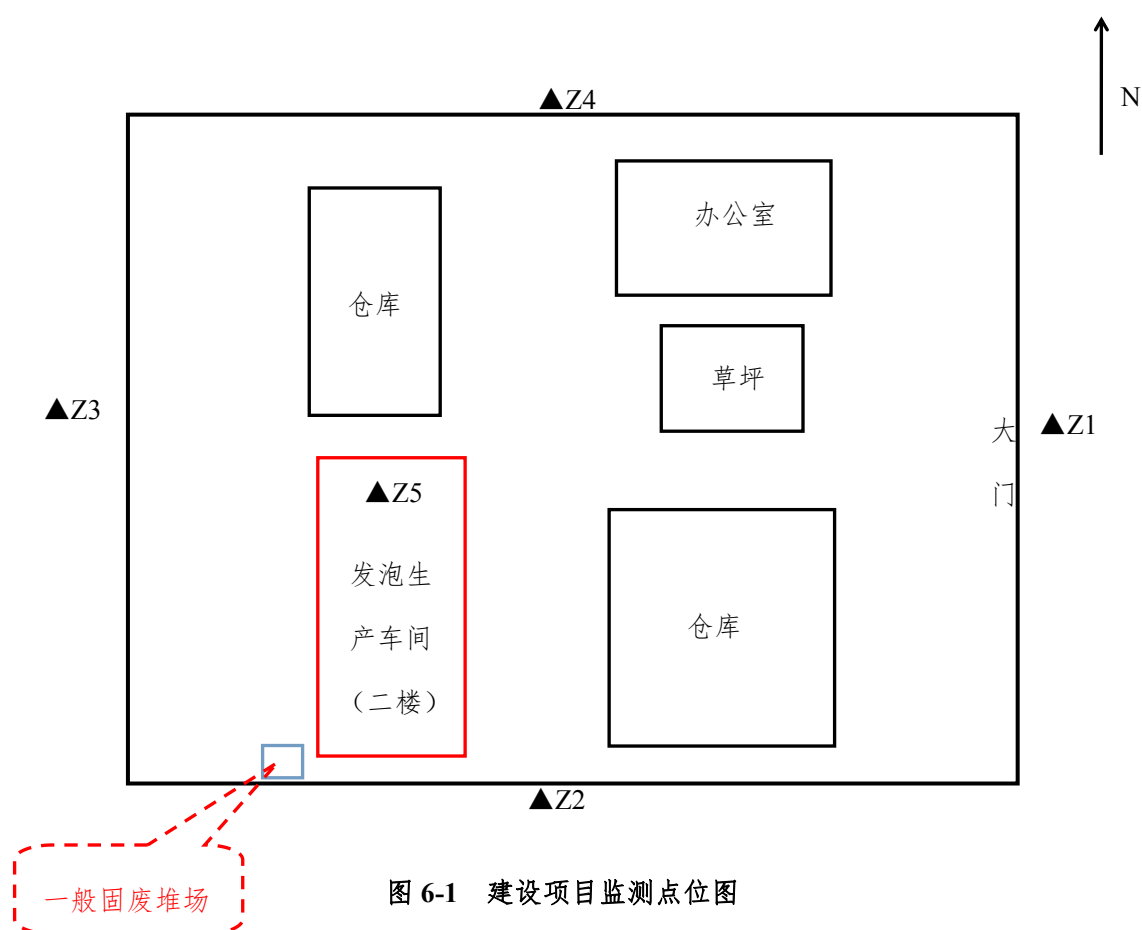 ▲Z4
N
办公室
仓库
草坪
▲Z3
大
门
▲Z1
▲Z5
发泡生
产车间
（二楼）
仓库
▲Z2
一般固废堆场
图 6-1 建设项目监测点位图